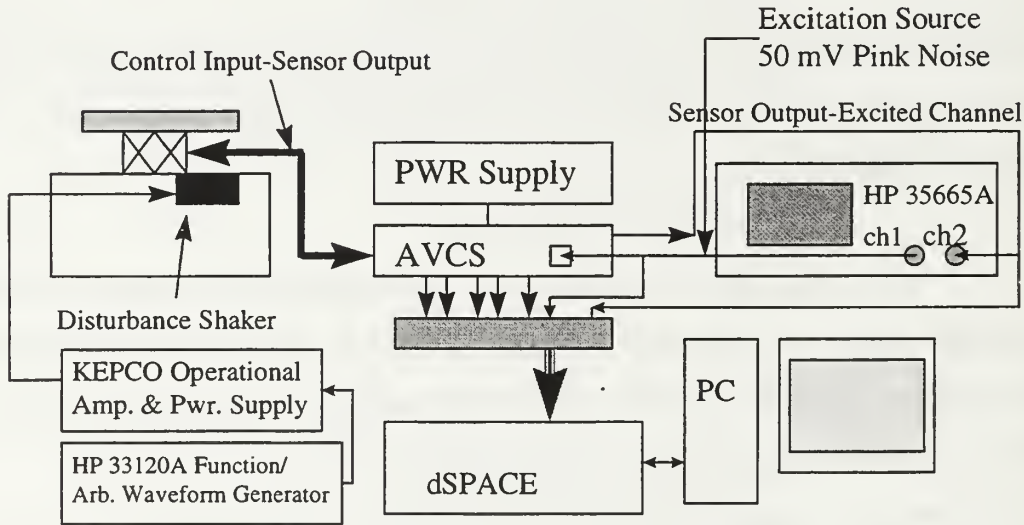 Excitation Source
50 mV Pink Noise
Control Input-Sensor Output
Sensor Output-Excited Channel
PWR Supply
HP 35665A
ch1 ch2
AVCS
Disturbance Shaker
KEPCO Operational
Amp. & Pwr. Supply
PC
HP 33120A Function/
Arb. Waveform Generator
dSPACE